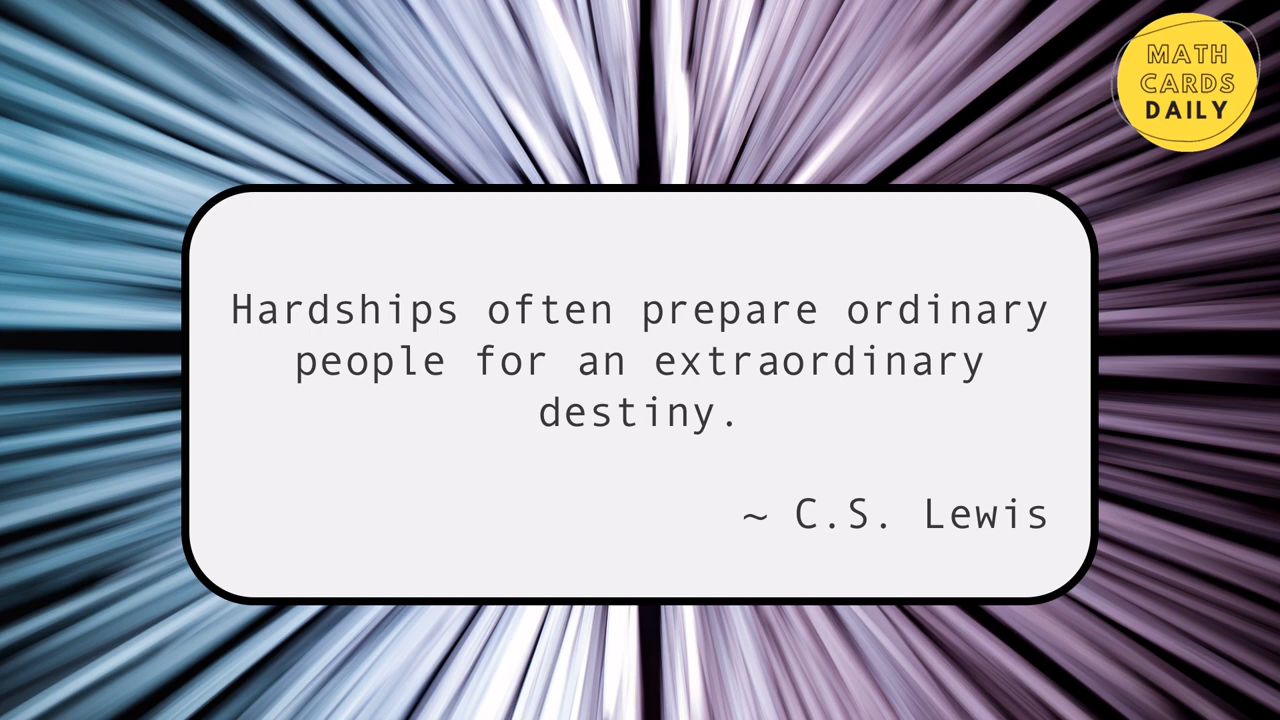 MATH
CARDS
DAILY
Hardships often prepare ordinary
people for an extraordinary
destiny.
~ C.S. Lewis